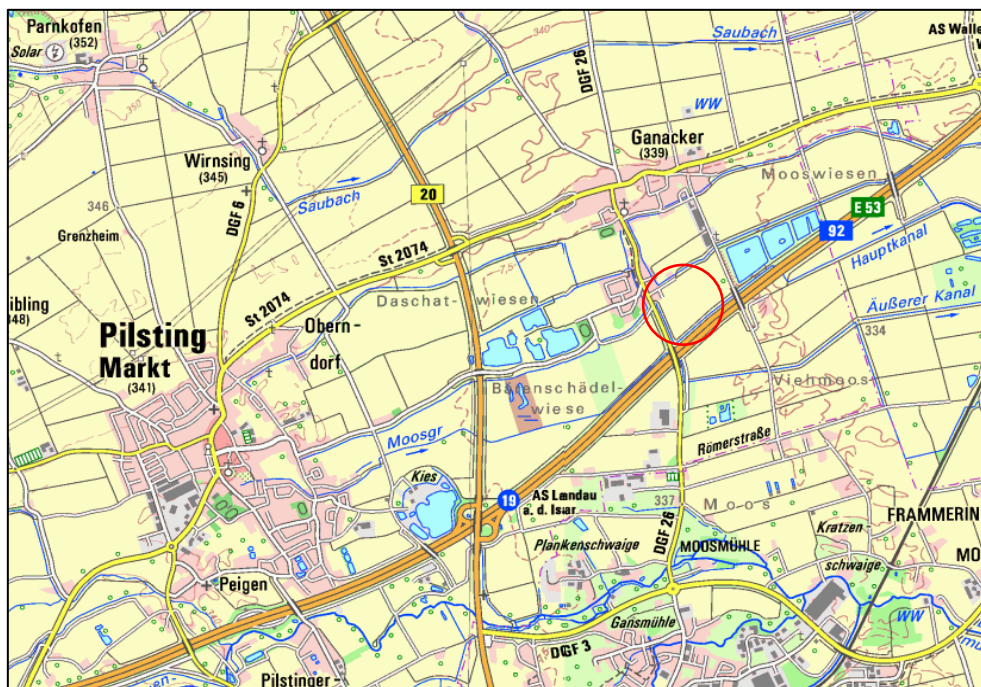 Parnkofen
(352)
Solar
Saubach
AS Walle
340
DGF 26
WW
Ganacker
(339)
Wirnsing
(345)
350
Mooswiesen
346
Saubach
20
E 53
DGF 6
92
Grenzheim
St 2074
Hauptkanal
ibling
348)
St 2074
Daschat-
wiesen
Äußerer Kanal
Obern-
dorf
334
Pilsting
Markt
(341)
Bärenschädel-
wiese
Viehmoos
Moosgr
Römerstraße
Kies
19
AS Landau
a. d. Isar
337
Moos
FRAMMERIN
DGF 26
Kratzen-
schwaige
Plankenschwaige
MOOSMÜHLE
MO
Peigen
WW
Gansmühle
DGF 3
Pilstinger-